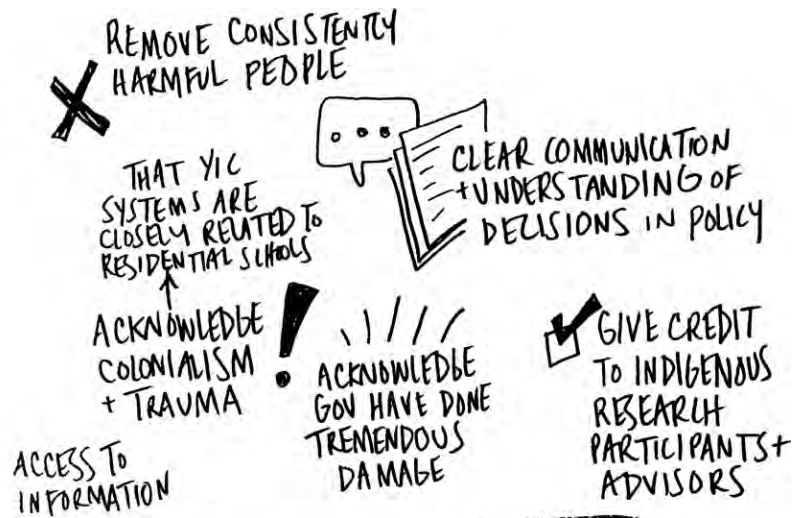 REMOVE CONSISTENTLY
HARMFUL PEOPLE
CLEAR COMMUNICATION
+ UNDERSTANDING OF
DECISIONS IN POLICY
THAT YIC
SYSTEMS ARE
CLOSELY RELATED TO
RESIDENTIAL SCHOOLS
ACKNOWLEDGE
COLONIALISM
+ TRAUMA
ACKNOWLEDGE
GOV HAVE DONE
TREMENDOUS
DAMAGE
GIVE CREDIT
TO INDIGENOUS
RESEARCH
PARTICIPANTS +
ADVISORS
ACCESS TO
INFORMATION